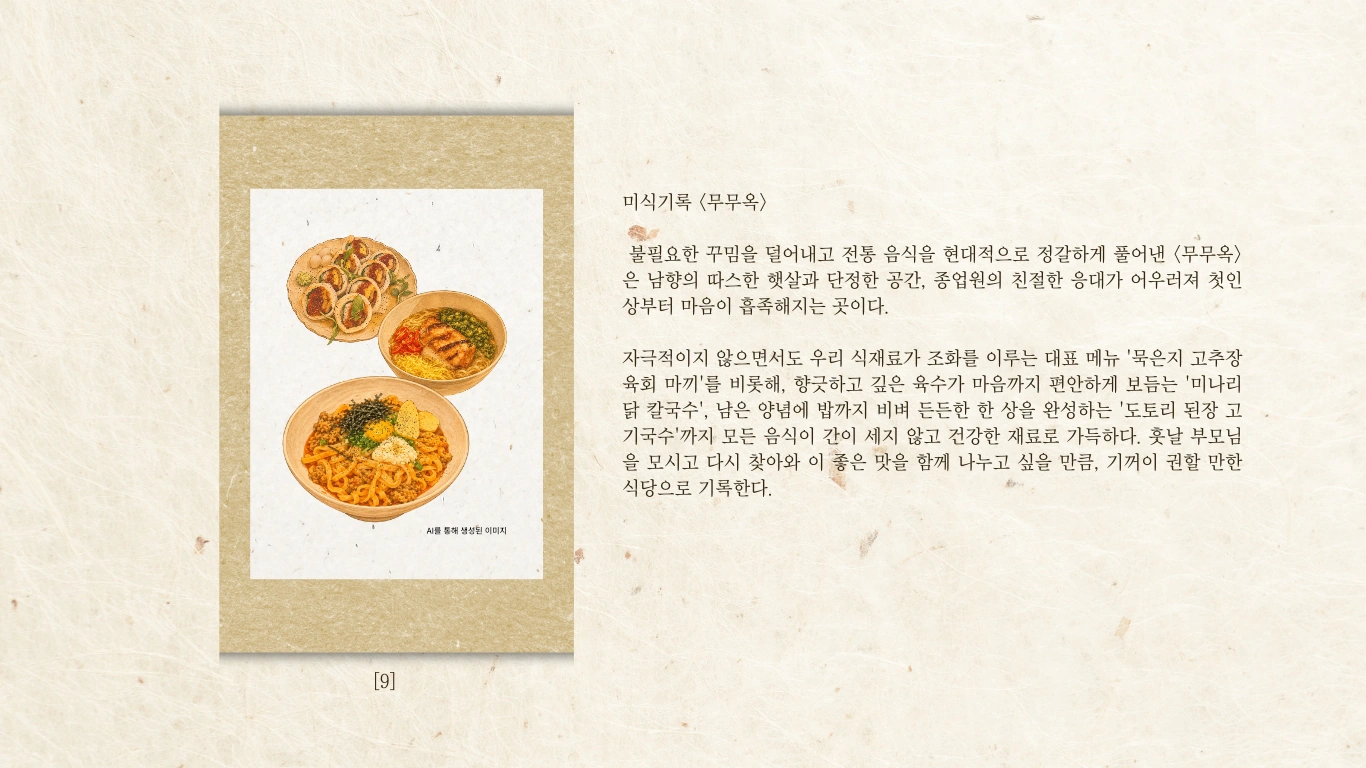 미식기록 〈무무옥〉
불필요한 꾸밈을 덜어내고 전통 음식을 현대적으로 정갈하게 풀어낸 〈무무옥〉
은 남향의 따스한 햇살과 단정한 공간, 종업원의 친절한 응대가 어우러져 첫인
상부터 마음이 흡족해지는 곳이다.
자극적이지 않으면서도 우리 식재료가 조화를 이루는 대표 메뉴 '묵은지 고추장
육회 마끼'를 비롯해, 향긋하고 깊은 육수가 마음까지 편안하게 보듬는 '미나리
닭 칼국수', 남은 양념에 밥까지 비벼 든든한 한 상을 완성하는 '도토리 된장 고
기국수'까지 모든 음식이 간이 세지 않고 건강한 재료로 가득하다. 훗날 부모님
을 모시고 다시 찾아와 이 좋은 맛을 함께 나누고 싶을 만큼, 기꺼이 권할 만한
식당으로 기록한다.
AI를 통해 생성된 이미지
[9]